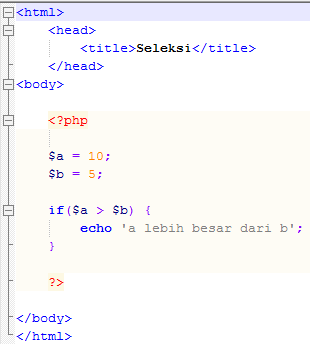 <html>
<head>
<title>Seleksi</title>
</head>
<body>
<?php
$a = 10;
$b = 5;
if($a > $b) {
echo 'a lebih besar dari b';
}
?>
</body>
</html>